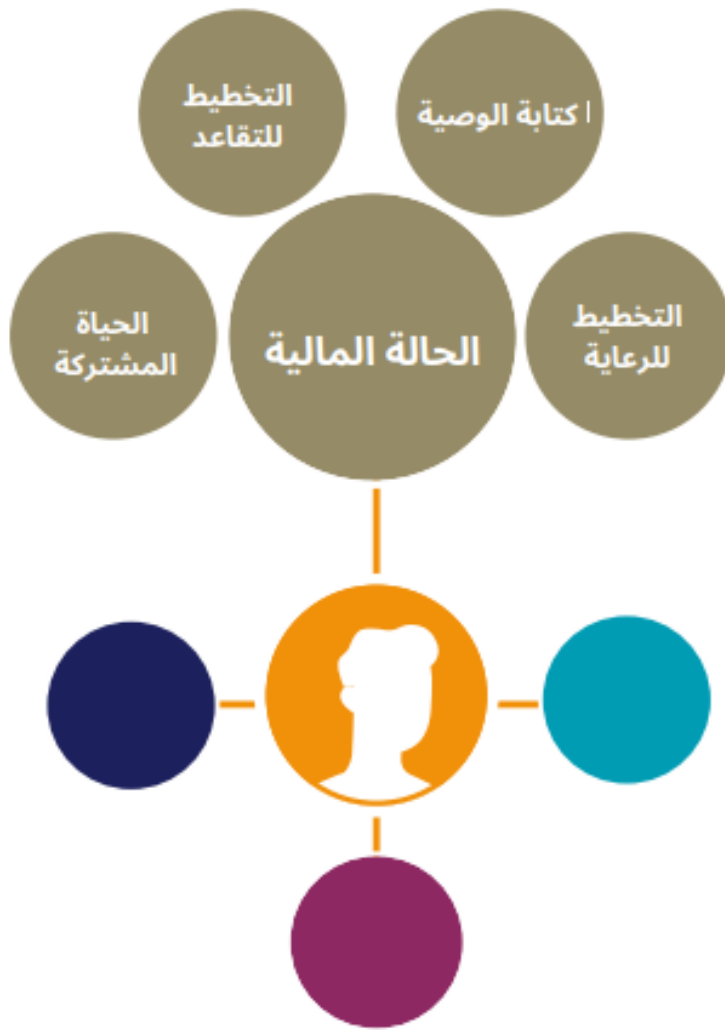 التخطيط
للتقاعد
ا كتابة الوصية
الحياة
المشتركة
الحالة المالية
التخطيط
للرعاية